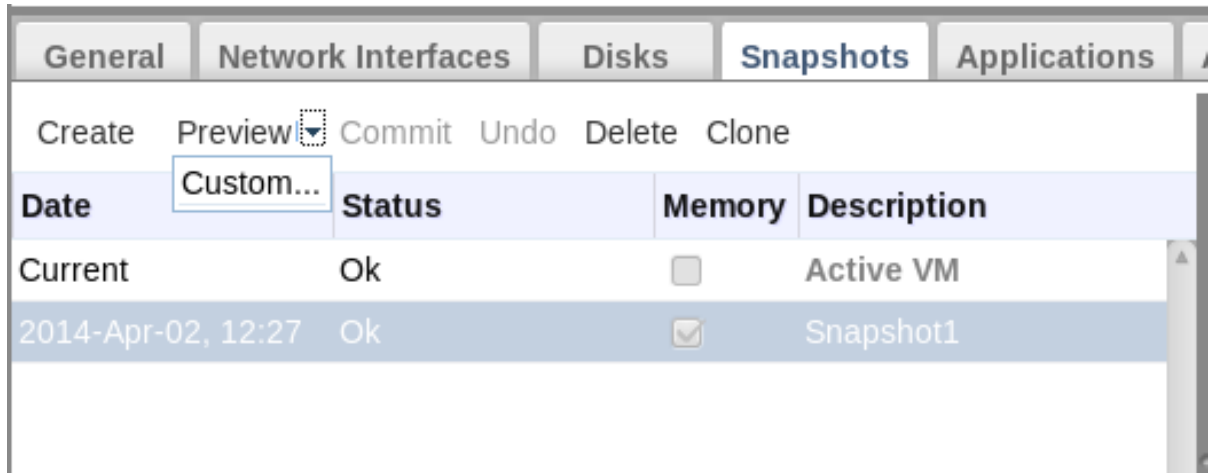 General Network Interfaces Disks Snapshots Applications
Create Preview Commit Undo Delete Clone
Custom...
Date Status Memory Description
Current Ok Active VM
2014-Apr-02, 12:27 Ok Snapshot1